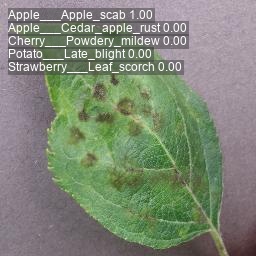 Apple___Apple_scab 1.00
Apple___Cedar_apple_rust 0.00
Cherry___Powdery_mildew 0.00
Potato___Late_blight 0.00
Strawberry___Leaf_scorch 0.00